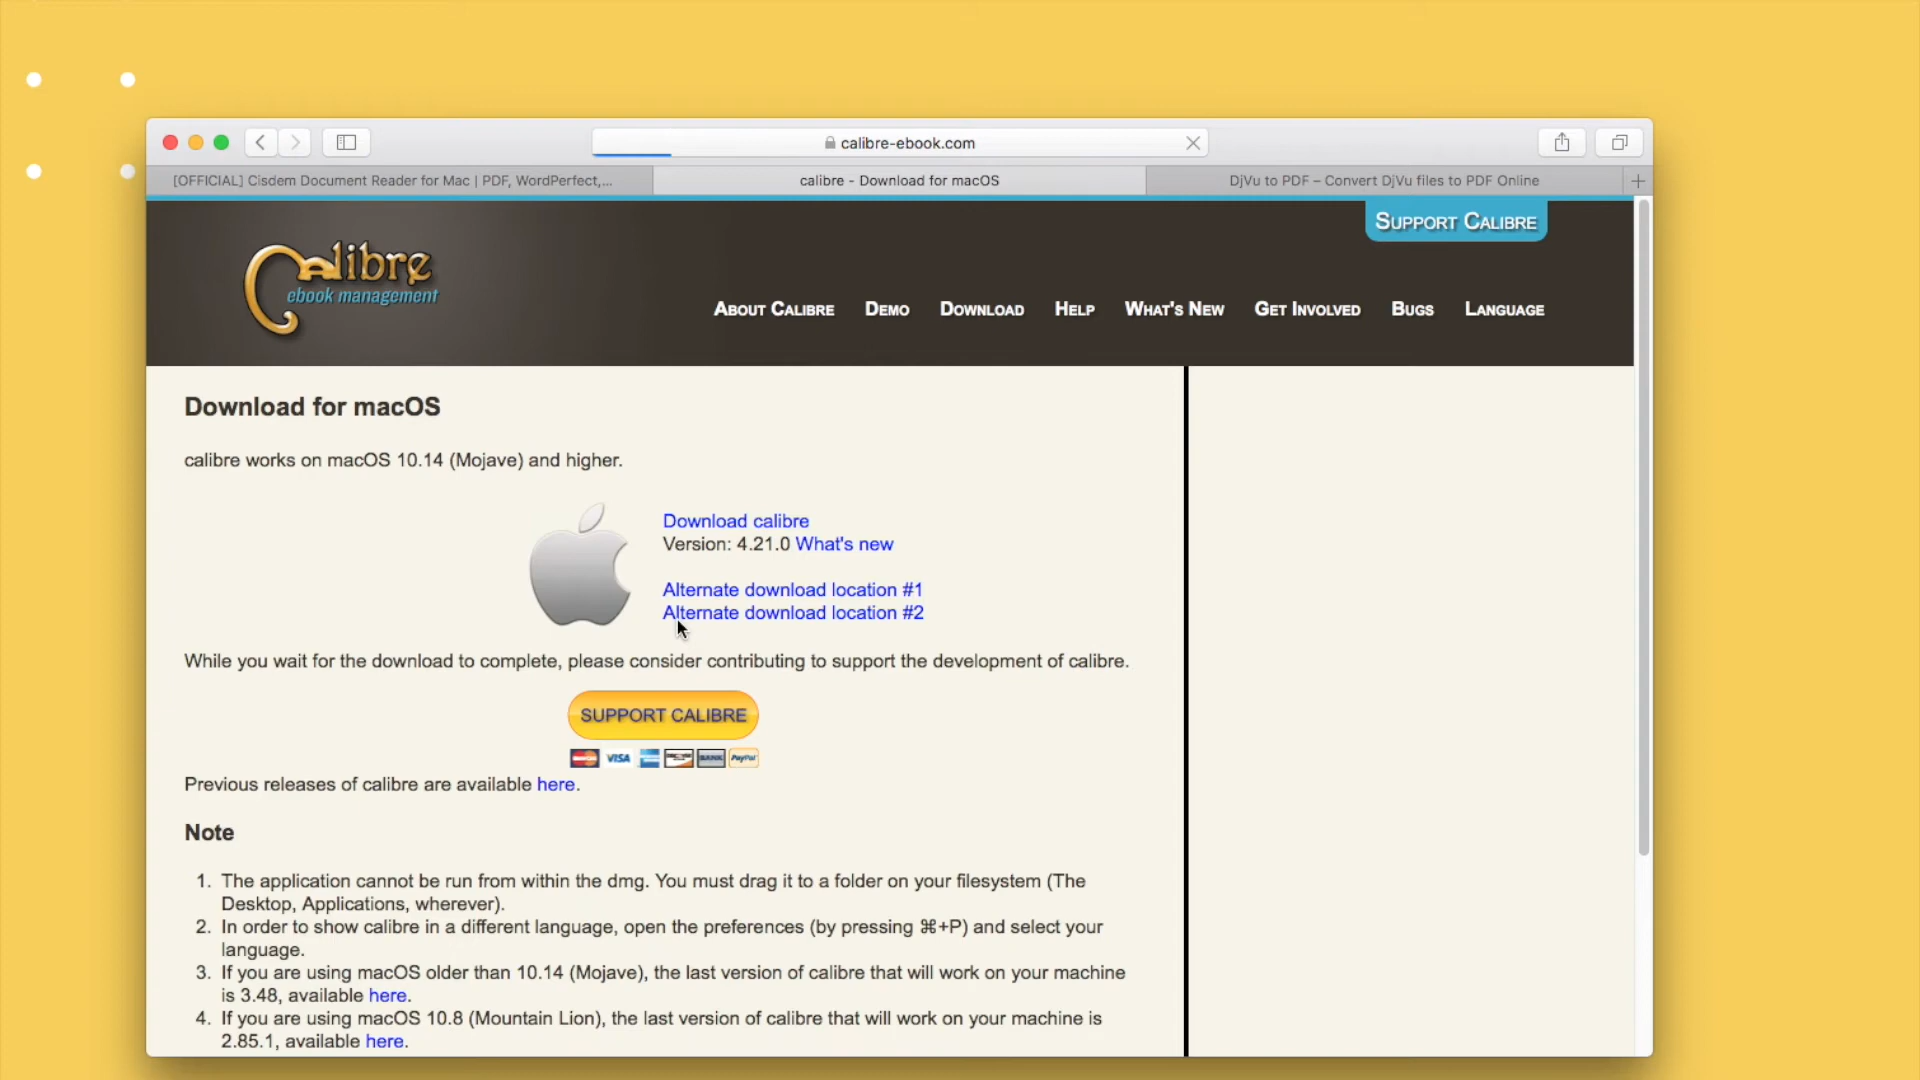 calibre-ebook.com
[OFFICIAL] Cisdem Document Reader for Mac | PDF, WordPerfect,...
calibre - Download for macOS
DjVu to PDF – Convert DjVu files to PDF Online
Support Calibre
Calibre
ebook management
About Calibre
Demo
Download
Help
What's New
Get Involved
Bugs
Language
Download for macOS
calibre works on macOS 10.14 (Mojave) and higher.
Download calibre
Version: 4.21.0 What's new
Alternate download location #1
Alternate download location #2
While you wait for the download to complete, please consider contributing to support the development of calibre.
SUPPORT CALIBRE
VISA
BANK
PayPal
Previous releases of calibre are available here.
Note
1. The application cannot be run from within the dmg. You must drag it to a folder on your filesystem (The
Desktop, Applications, wherever).
2. In order to show calibre in a different language, open the preferences (by pressing ⌘+P) and select your
language.
3. If you are using macOS older than 10.14 (Mojave), the last version of calibre that will work on your machine
is 3.48, available here.
4. If you are using macOS 10.8 (Mountain Lion), the last version of calibre that will work on your machine is
2.85.1, available here.